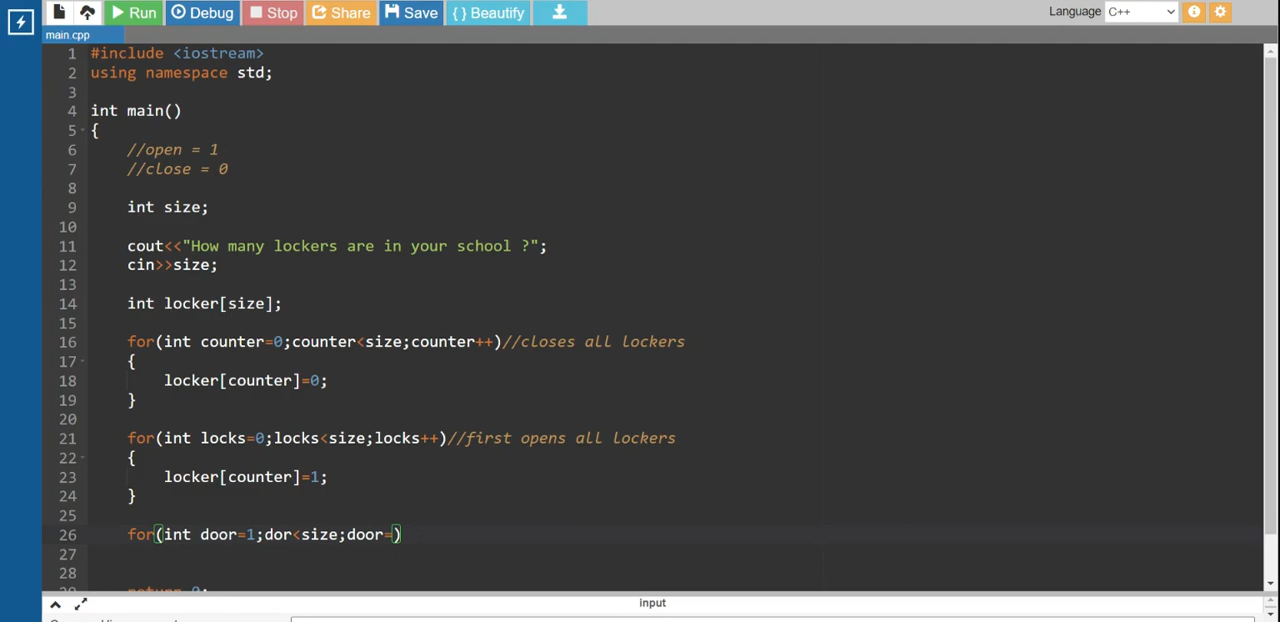 Run Debug Stop Share Save { } Beautify Language C++
main.cpp
1 #include <iostream>
2 using namespace std;
3
4 int main()
5 {
6 //open = 1
7 //close = 0
8
9 int size;
10
11 cout<<"How many lockers are in your school ?";
12 cin>>size;
13
14 int locker[size];
15
16 for(int counter=0;counter<size;counter++)//closes all lockers
17 {
18 locker[counter]=0;
19 }
20
21 for(int locks=0;locks<size;locks++)//first opens all lockers
22 {
23 locker[counter]=1;
24 }
25
26 for(int door=1;dor<size;door=)
27
28
29 return 0;
input